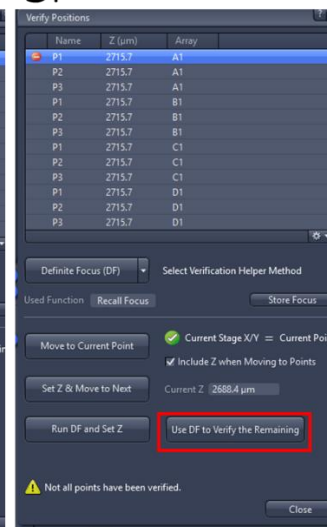 Verify Positions ?
Name Z (µm) Array
P1 2715.7 A1
P2 2715.7 A1
P3 2715.7 A1
P1 2715.7 B1
P2 2715.7 B1
P3 2715.7 B1
P1 2715.7 C1
P2 2715.7 C1
P3 2715.7 C1
P1 2715.7 D1
P2 2715.7 D1
P3 2715.7 D1
Definite Focus (DF) Select Verification Helper Method
Used Function Recall Focus Store Focus
Move to Current Point Current Stage X/Y = Current Poi
Include Z when Moving to Points
Set Z & Move to Next Current Z 2688.4 µm
Run DF and Set Z Use DF to Verify the Remaining
Not all points have been verified.
Close